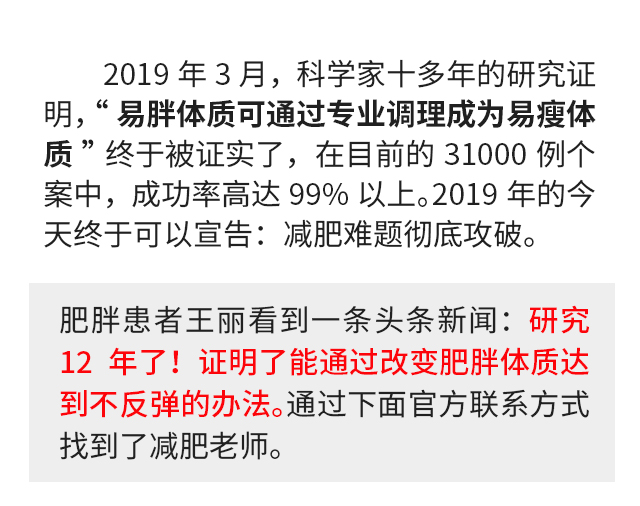 2019 年 3 月，科学家十多年的研究证
明，“ 易胖体质可通过专业调理成为易瘦体
质 ” 终于被证实了，在目前的 31000 例个
案中，成功率高达 99% 以上。2019 年的今
天终于可以宣告：减肥难题彻底攻破。
肥胖患者王丽看到一条头条新闻：研究
12 年了！证明了能通过改变肥胖体质达
到不反弹的办法。通过下面官方联系方式
找到了减肥老师。